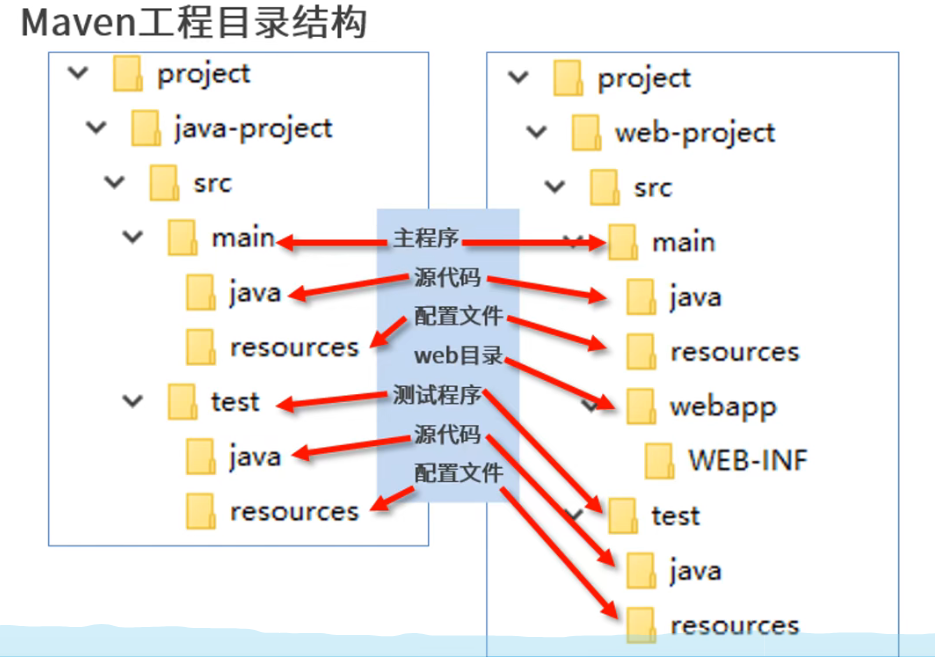 Maven工程目录结构
project
java-project
src
main
java
resources
test
java
resources
主程序
源代码
配置文件
web目录
测试程序
源代码
配置文件
project
web-project
src
main
java
resources
webapp
WEB-INF
test
java
resources